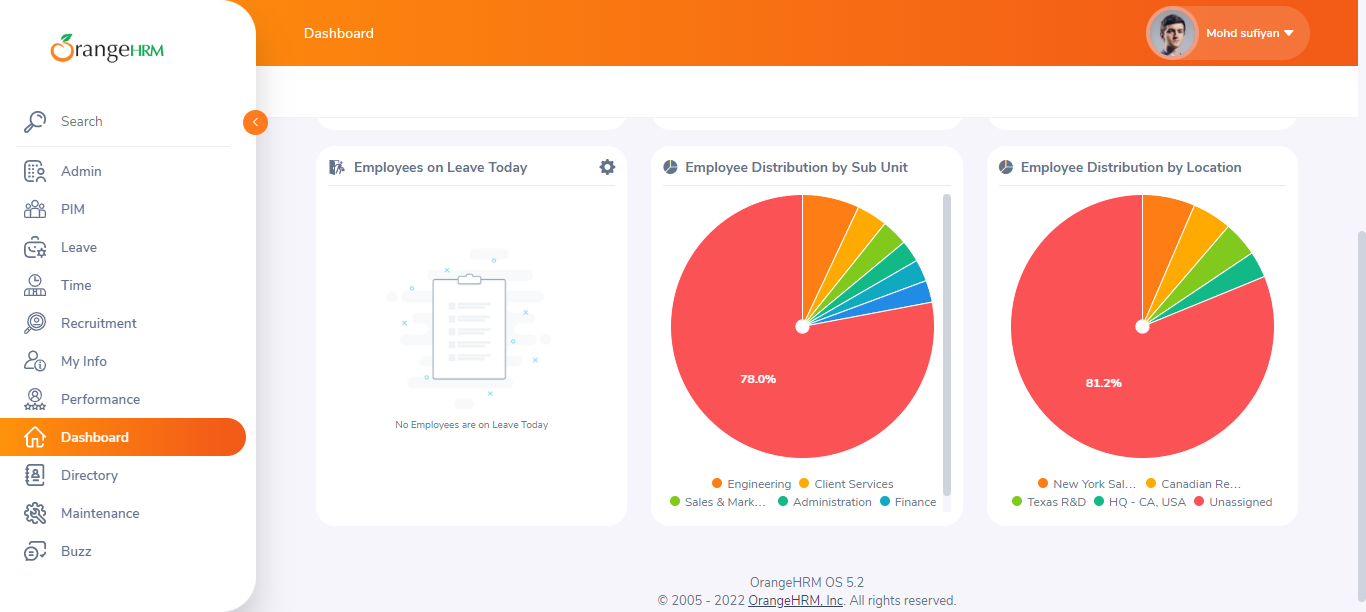 OrangeHRM
Dashboard
Mohd sufiyan
Search
Admin
PIM
Leave
Time
Recruitment
My Info
Performance
Dashboard
Directory
Maintenance
Buzz
Employees on Leave Today
No Employees are on Leave Today
Employee Distribution by Sub Unit
78.0%
Engineering Client Services
Sales & Mark... Administration Finance
Employee Distribution by Location
81.2%
New York Sal... Canadian Re...
Texas R&D HQ - CA, USA Unassigned
OrangeHRM OS 5.2
© 2005 - 2022 OrangeHRM, Inc. All rights reserved.